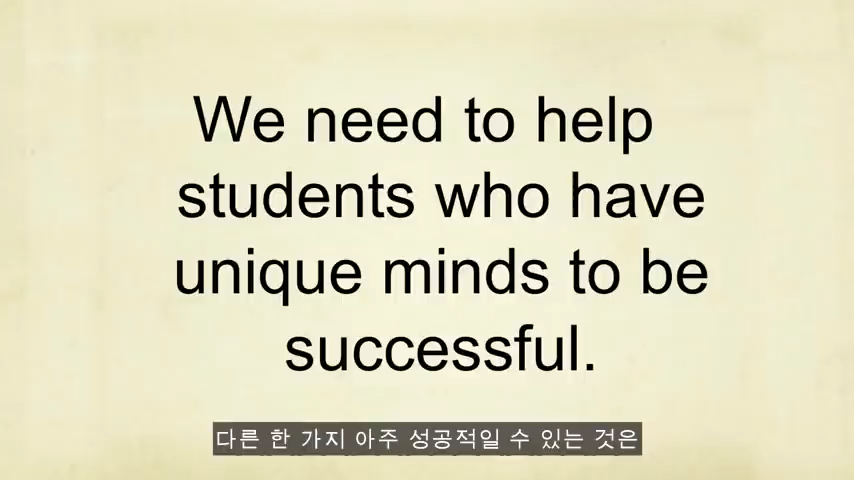 We need to help
students who have
unique minds to be
successful.
다른 한 가지 아주 성공적일 수 있는 것은